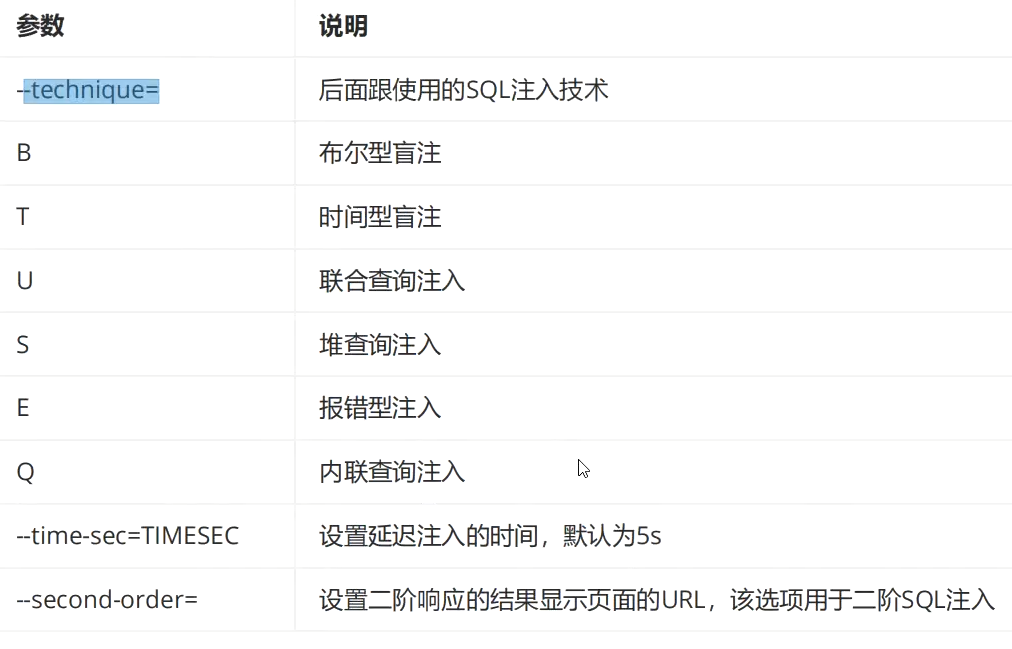 参数 说明
--technique= 后面跟使用的SQL注入技术
B 布尔型盲注
T 时间型盲注
U 联合查询注入
S 堆查询注入
E 报错型注入
Q 内联查询注入
--time-sec=TIMESEC 设置延迟注入的时间，默认为5s
--second-order= 设置二阶响应的结果显示页面的URL，该选项用于二阶SQL注入